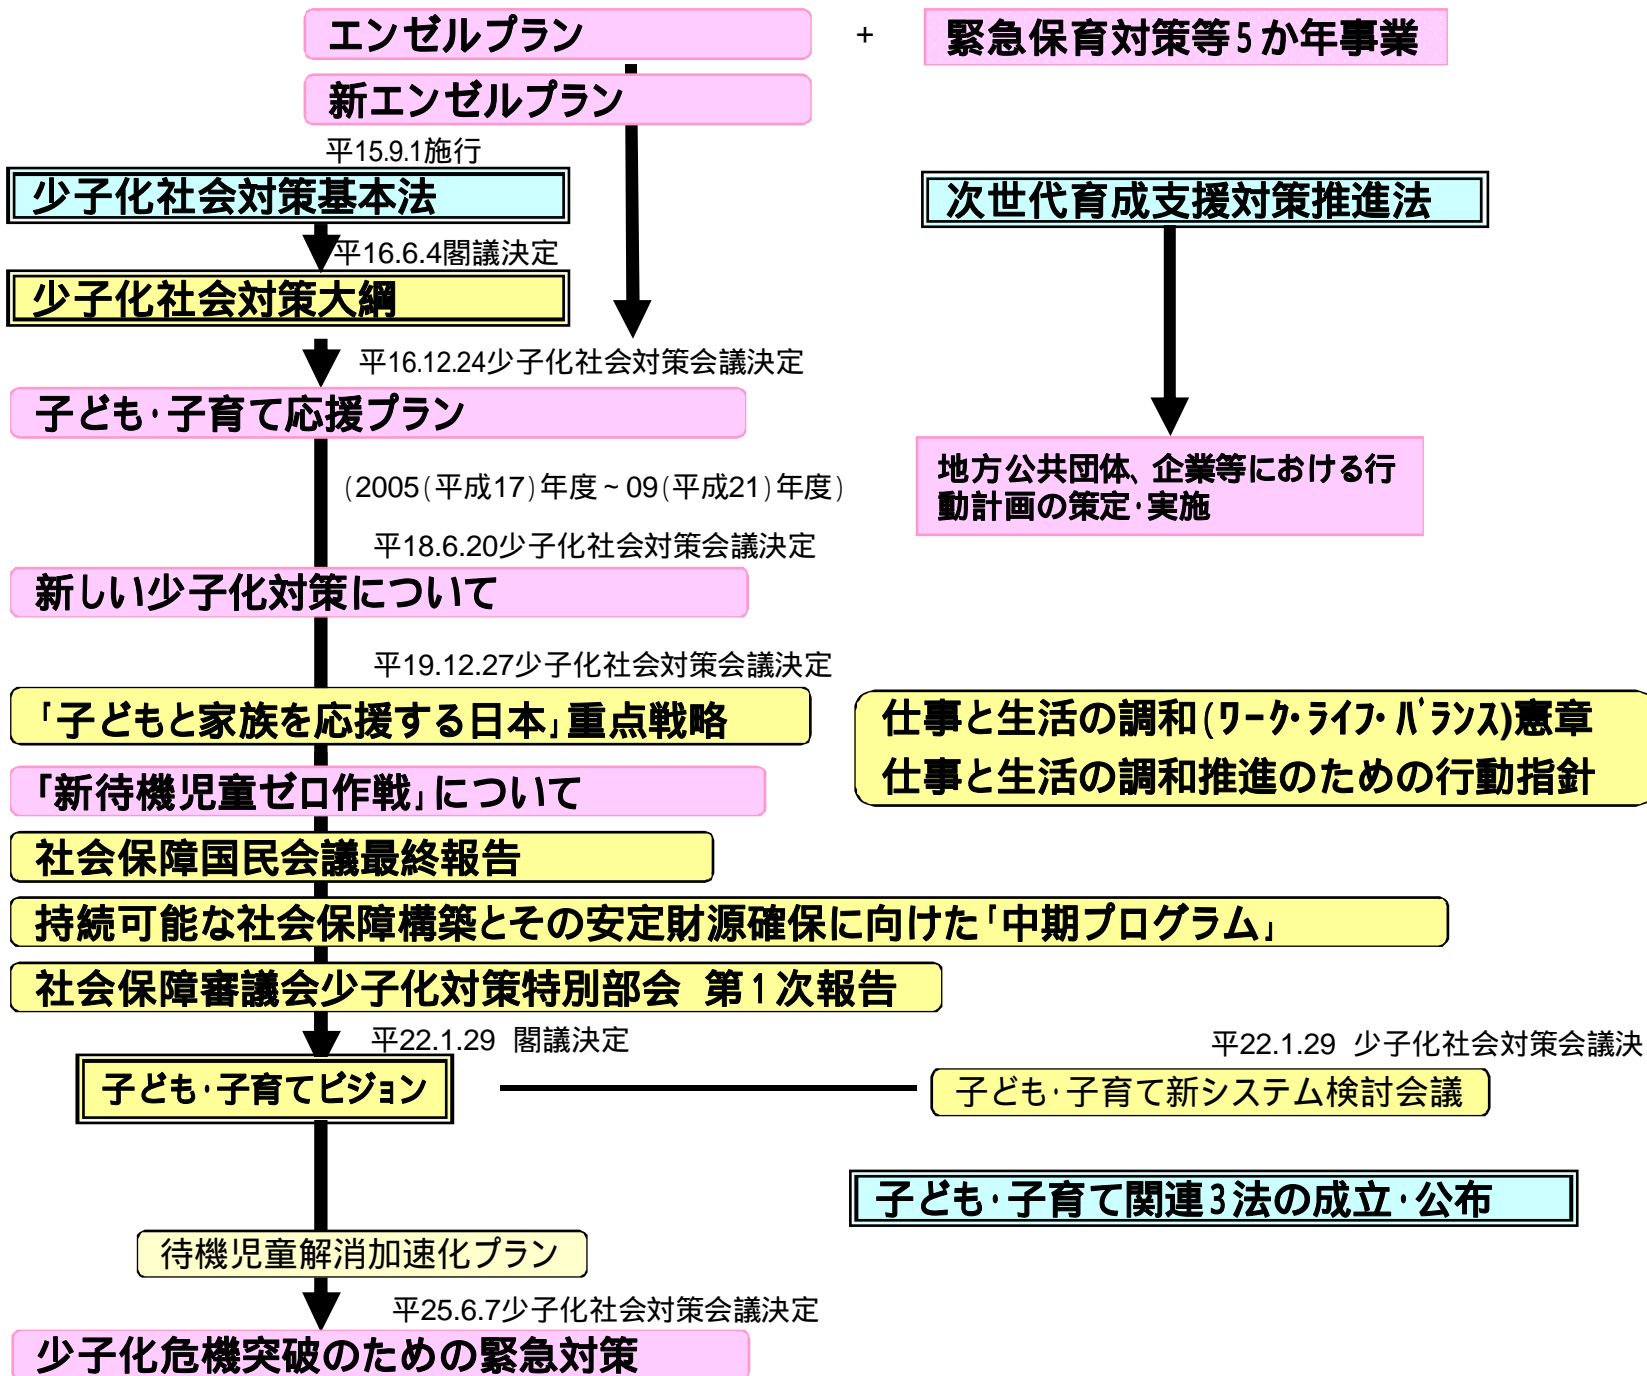 エンゼルプラン + 緊急保育対策等5か年事業
新エンゼルプラン
平15.9.1施行
少子化社会対策基本法 次世代育成支援対策推進法
平16.6.4閣議決定
少子化社会対策大綱
平16.12.24少子化社会対策会議決定
子ども・子育て応援プラン
地方公共団体、企業等における行
動計画の策定・実施
(2005(平成17)年度~09(平成21)年度)
平18.6.20少子化社会対策会議決定
新しい少子化対策について
平19.12.27少子化社会対策会議決定
「子どもと家族を応援する日本」重点戦略
仕事と生活の調和(ワーク・ライフ・バランス)憲章
仕事と生活の調和推進のための行動指針
「新待機児童ゼロ作戦」について
社会保障国民会議最終報告
持続可能な社会保障構築とその安定財源確保に向けた「中期プログラム」
社会保障審議会少子化対策特別部会 第1次報告
平22.1.29 閣議決定 平22.1.29 少子化社会対策会議決
子ども・子育てビジョン 子ども・子育て新システム検討会議
子ども・子育て関連3法の成立・公布
待機児童解消加速化プラン
平25.6.7少子化社会対策会議決定
少子化危機突破のための緊急対策